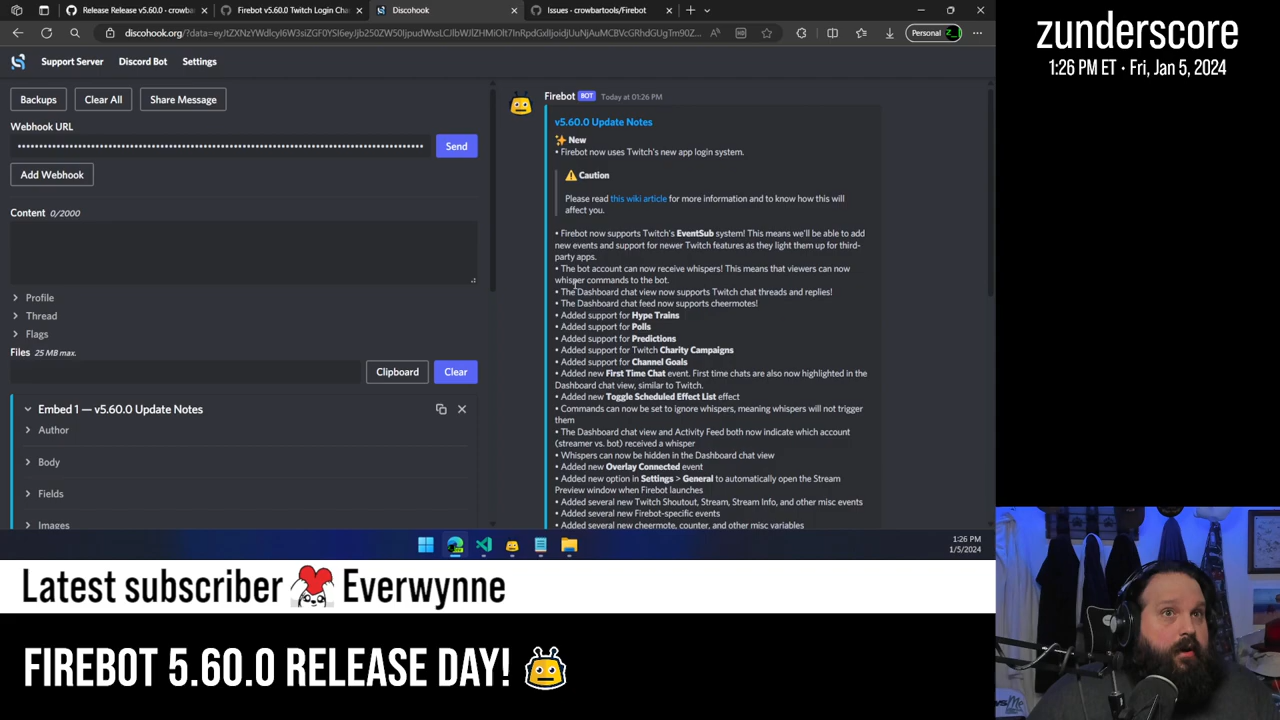 Release Release v5.60.0 · crowba
Firebot v5.60.0 Twitch Login Cha
Discohook
Issues · crowbartools/Firebot
discohook.org/?data=
Personal
Support Server
Discord Bot
Settings
Backups
Clear All
Share Message
Webhook URL
Send
Add Webhook
Content 0/2000
Profile
Thread
Flags
Files 25 MB max.
Clipboard
Clear
Embed 1 — v5.60.0 Update Notes
Author
Body
Fields
Images
Firebot BOT Today at 01:26 PM
v5.60.0 Update Notes
✨ New
• Firebot now uses Twitch's new app login system.
⚠️ Caution
Please read this wiki article for more information and to know how this will
affect you.
• Firebot now supports Twitch's EventSub system! This means we'll be able to add
new events and support for newer Twitch features as they light them up for third-
party apps.
• The bot account can now receive whispers! This means that viewers can now
whisper commands to the bot.
• The Dashboard chat view now supports Twitch chat threads and replies!
• The Dashboard chat feed now supports cheermotes!
• Added support for Hype Trains
• Added support for Polls
• Added support for Predictions
• Added support for Twitch Charity Campaigns
• Added support for Channel Goals
• Added new First Time Chat event. First time chats are also now highlighted in the
Dashboard chat view, similar to Twitch.
• Added new Toggle Scheduled Effect List effect
• Commands can now be set to ignore whispers, meaning whispers will not trigger
them
• The Dashboard chat view and Activity Feed both now indicate which account
(streamer vs. bot) received a whisper
• Whispers can now be hidden in the Dashboard chat view
• Added new Overlay Connected event
• Added new option in Settings > General to automatically open the Stream
Preview window when Firebot launches
• Added several new Twitch Shoutout, Stream, Stream Info, and other misc events
• Added several new Firebot-specific events
• Added several new cheermote, counter, and other misc variables
1:26 PM
1/5/2024
zunderscore
1:26 PM ET • Fri, Jan 5, 2024
Latest subscriber Everwynne
FIREBOT 5.60.0 RELEASE DAY!